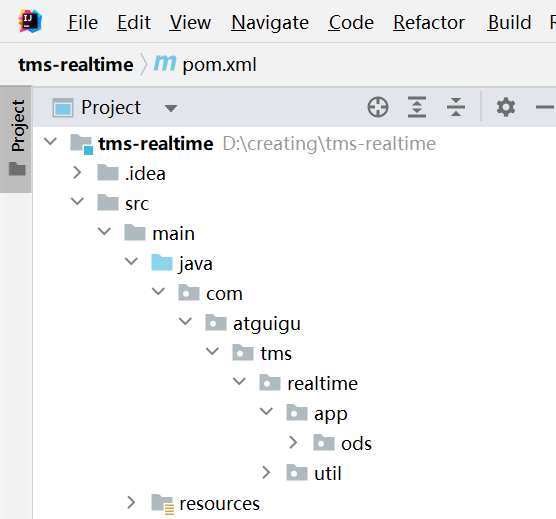 File Edit View Navigate Code Refactor Build R
tms-realtime pom.xml
Project
Project
tms-realtime D:\creating\tms-realtime
.idea
src
main
java
com
atguigu
tms
realtime
app
ods
util
resources